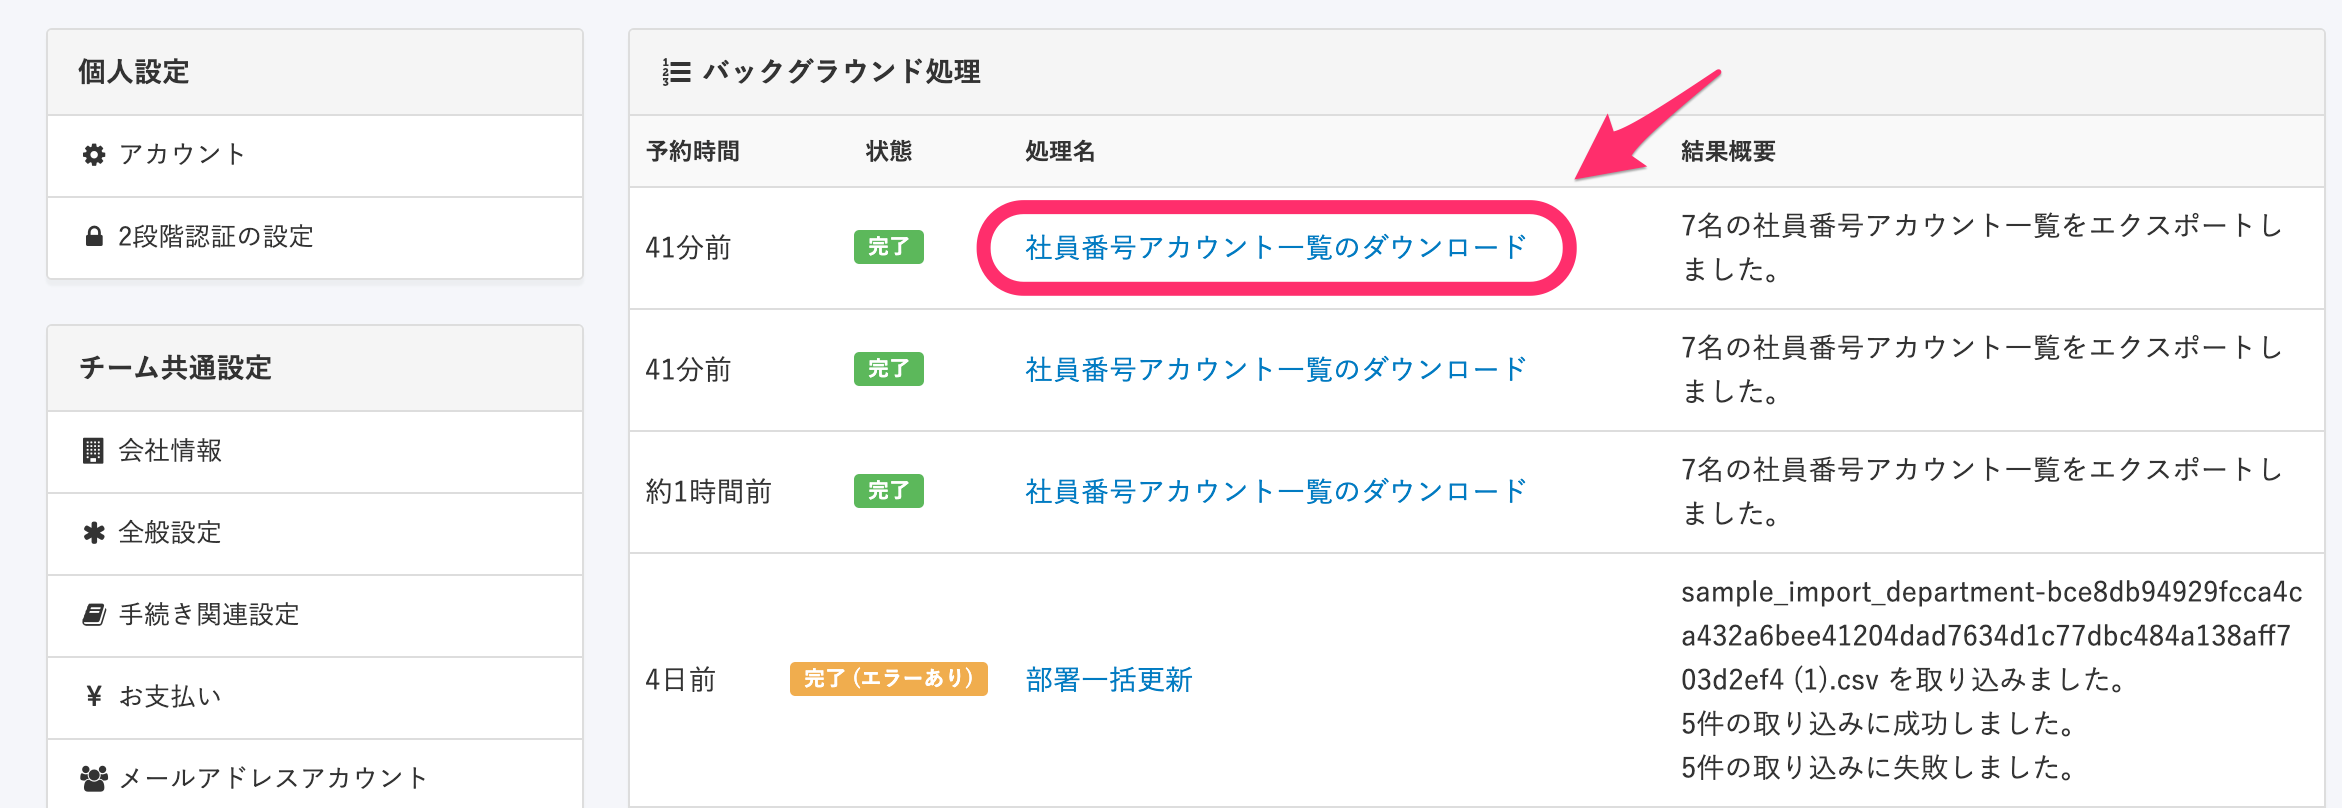 個人設定
アカウント
2段階認証の設定
チーム共通設定
会社情報
全般設定
手続き関連設定
¥ お支払い
メールアドレスアカウント
バックグラウンド処理
予約時間 状態 処理名 結果概要
41分前 完了 社員番号アカウント一覧のダウンロード 7名の社員番号アカウント一覧をエクスポートし
ました。
41分前 完了 社員番号アカウント一覧のダウンロード 7名の社員番号アカウント一覧をエクスポートし
ました。
約1時間前 完了 社員番号アカウント一覧のダウンロード 7名の社員番号アカウント一覧をエクスポートし
ました。
4日前 完了 (エラーあり) 部署一括更新
sample_import_department-bce8db94929fcca4c
a432a6bee41204dad7634d1c77dbc484a138aff7
03d2ef4 (1).csv を取り込みました。
5件の取り込みに成功しました。
5件の取り込みに失敗しました。